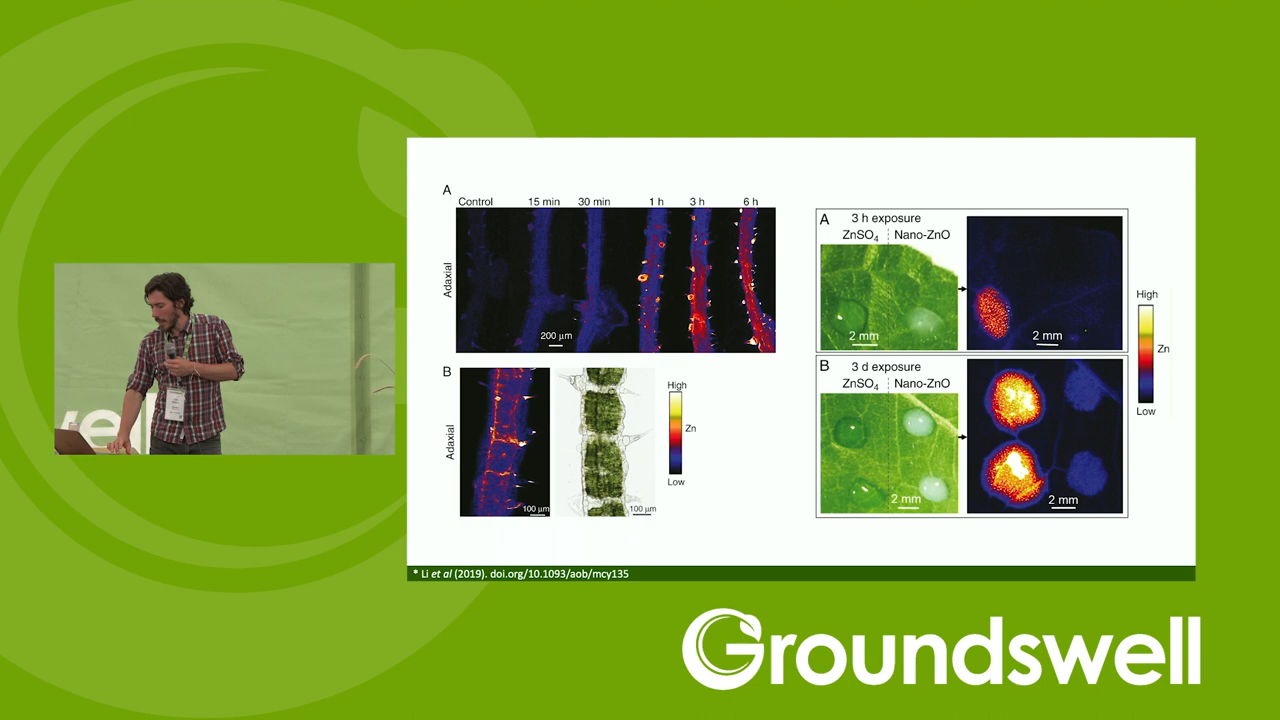 A
Control 15 min 30 min 1 h 3 h 6 h
Adaxial
200 µm
B
Adaxial
100 µm
100 µm
High
Zn
Low
A
3 h exposure
ZnSO4 Nano-ZnO
2 mm
2 mm
B
3 d exposure
ZnSO4 Nano-ZnO
2 mm
2 mm
High
Zn
Low
* Li et al (2019). doi.org/10.1093/aob/mcy135
well
Groundswell